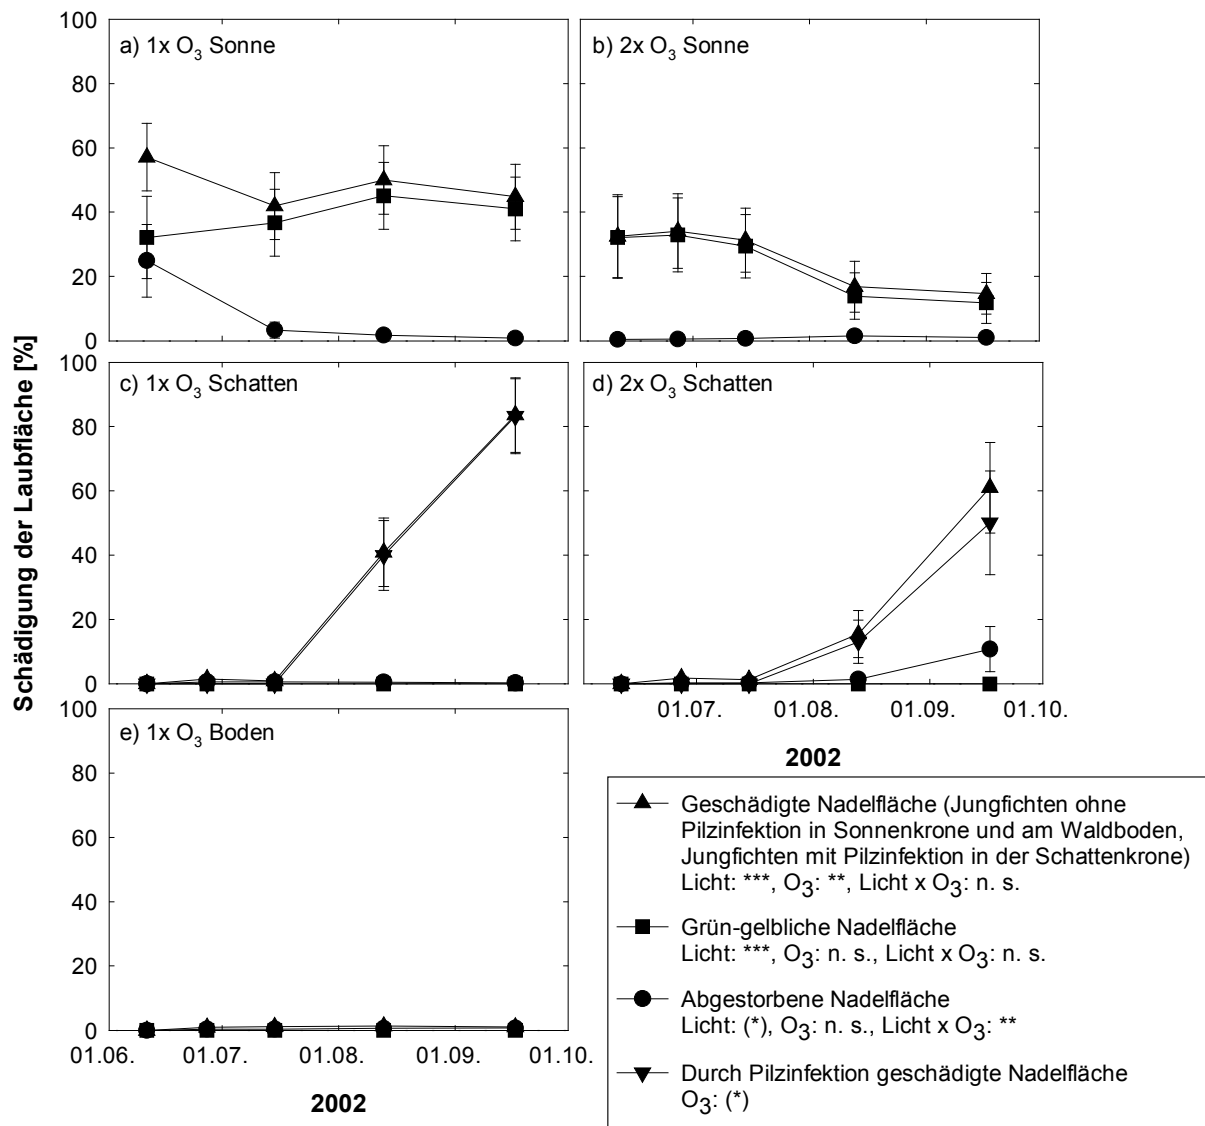 Schädigung der Laubfläche [%]
100
80
60
40
20
0
a) 1x O3 Sonne
b) 2x O3 Sonne
100
80
60
40
20
0
c) 1x O3 Schatten
d) 2x O3 Schatten
01.07.
01.08.
01.09.
01.10.
2002
100
80
60
40
20
0
e) 1x O3 Boden
01.06.
01.07.
01.08.
01.09.
01.10.
2002
Geschädigte Nadelfläche (Jungfichten ohne
Pilzinfektion in Sonnenkrone und am Waldboden,
Jungfichten mit Pilzinfektion in der Schattenkrone)
Licht: ***, O3: **, Licht x O3: n. s.
Grün-gelbliche Nadelfläche
Licht: ***, O3: n. s., Licht x O3: n. s.
Abgestorbene Nadelfläche
Licht: (*), O3: n. s., Licht x O3: **
Durch Pilzinfektion geschädigte Nadelfläche
O3: (*)